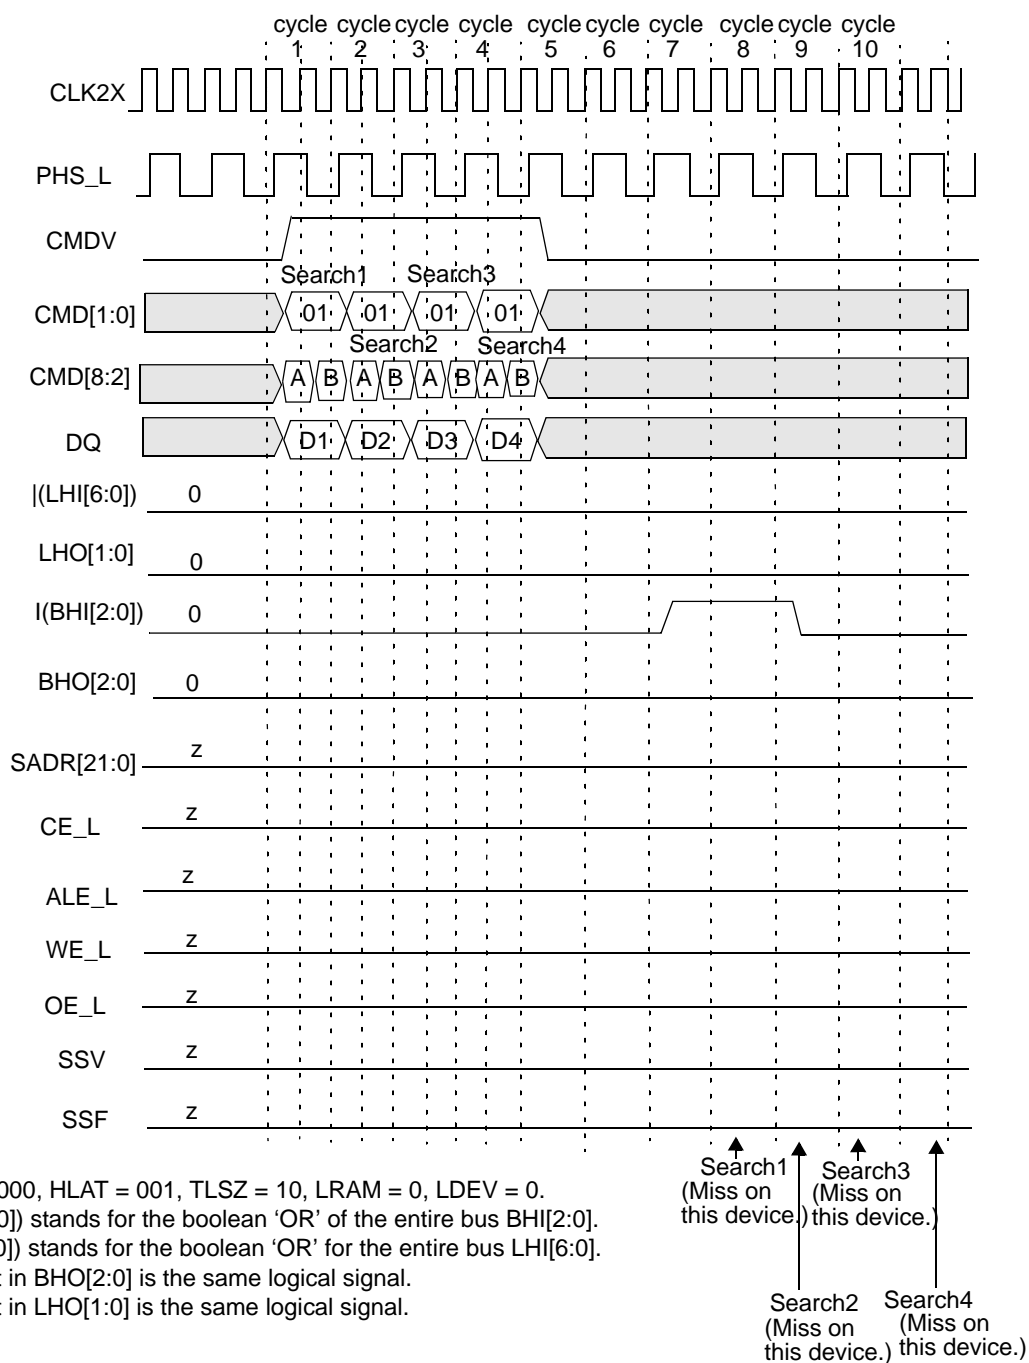 cycle cycle cycle cycle cycle cycle cycle cycle cycle cycle
1 2 3 4 5 6 7 8 9 10
CLK2X
PHS_L
CMDV
Search1 Search3
CMD[1:0] 01 01 01 01
Search2 Search4
CMD[8:2] A B A B A B A B
DQ D1 D2 D3 D4
|(LHI[6:0]) 0
LHO[1:0] 0
I(BHI[2:0]) 0
BHO[2:0] 0
SADR[21:0] z
CE_L z
ALE_L z
WE_L z
OE_L z
SSV z
SSF z
Search1
(Miss on
this device.)
Search3
(Miss on
this device.)
000, HLAT = 001, TLSZ = 10, LRAM = 0, LDEV = 0.
0]) stands for the boolean ‘OR’ of the entire bus BHI[2:0].
0]) stands for the boolean ‘OR’ for the entire bus LHI[6:0].
in BHO[2:0] is the same logical signal.
in LHO[1:0] is the same logical signal.
Search2
(Miss on
this device.)
Search4
(Miss on
this device.)